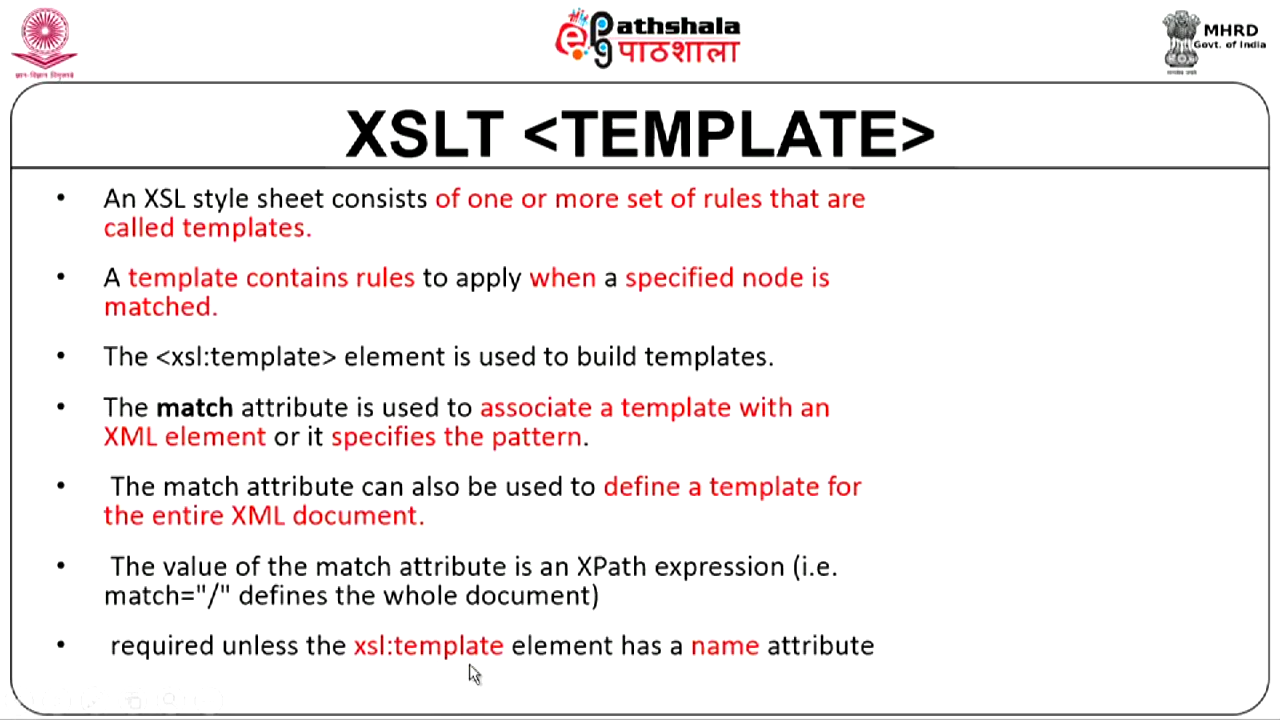 ज्ञान-विज्ञान विमुक्तये
ePathshala
पाठशाला
MHRD
Govt. of India
XSLT <TEMPLATE>
• An XSL style sheet consists of one or more set of rules that are
called templates.
• A template contains rules to apply when a specified node is
matched.
• The <xsl:template> element is used to build templates.
• The match attribute is used to associate a template with an
XML element or it specifies the pattern.
• The match attribute can also be used to define a template for
the entire XML document.
• The value of the match attribute is an XPath expression (i.e.
match="/" defines the whole document)
• required unless the xsl:template element has a name attribute